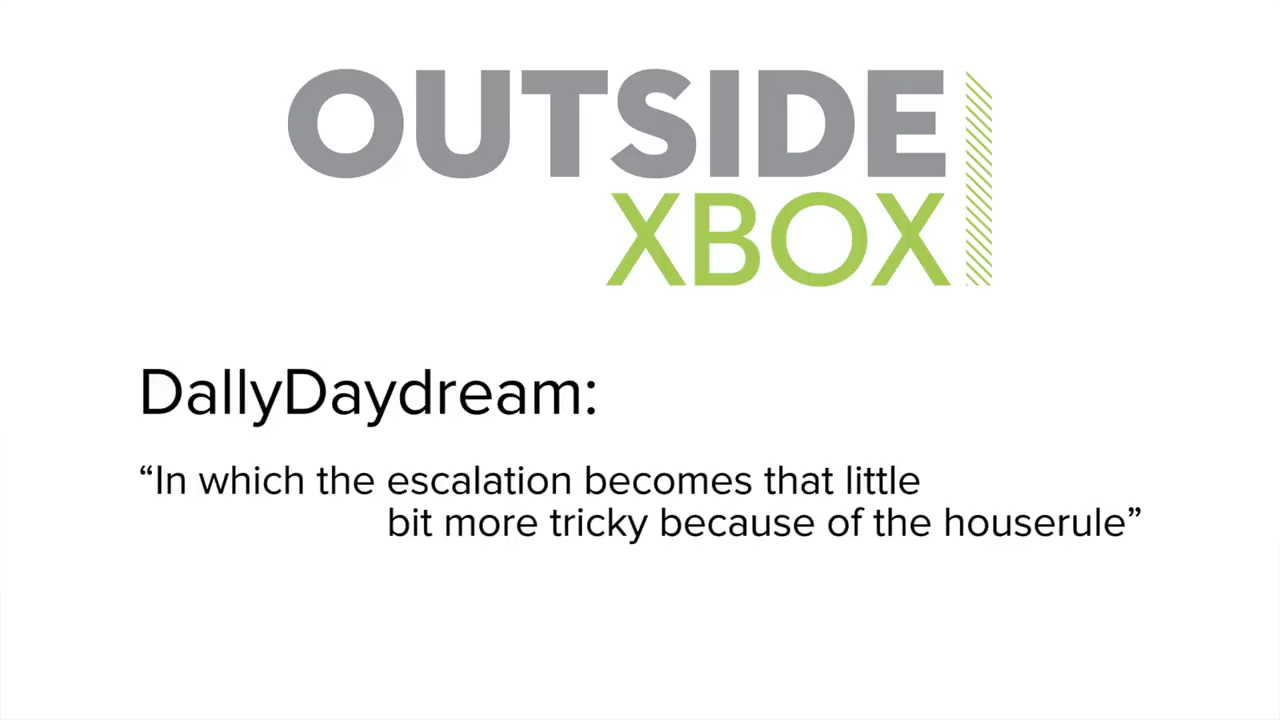 OUTSIDE
XBOX
DallyDaydream:
“In which the escalation becomes that little
bit more tricky because of the houserule”